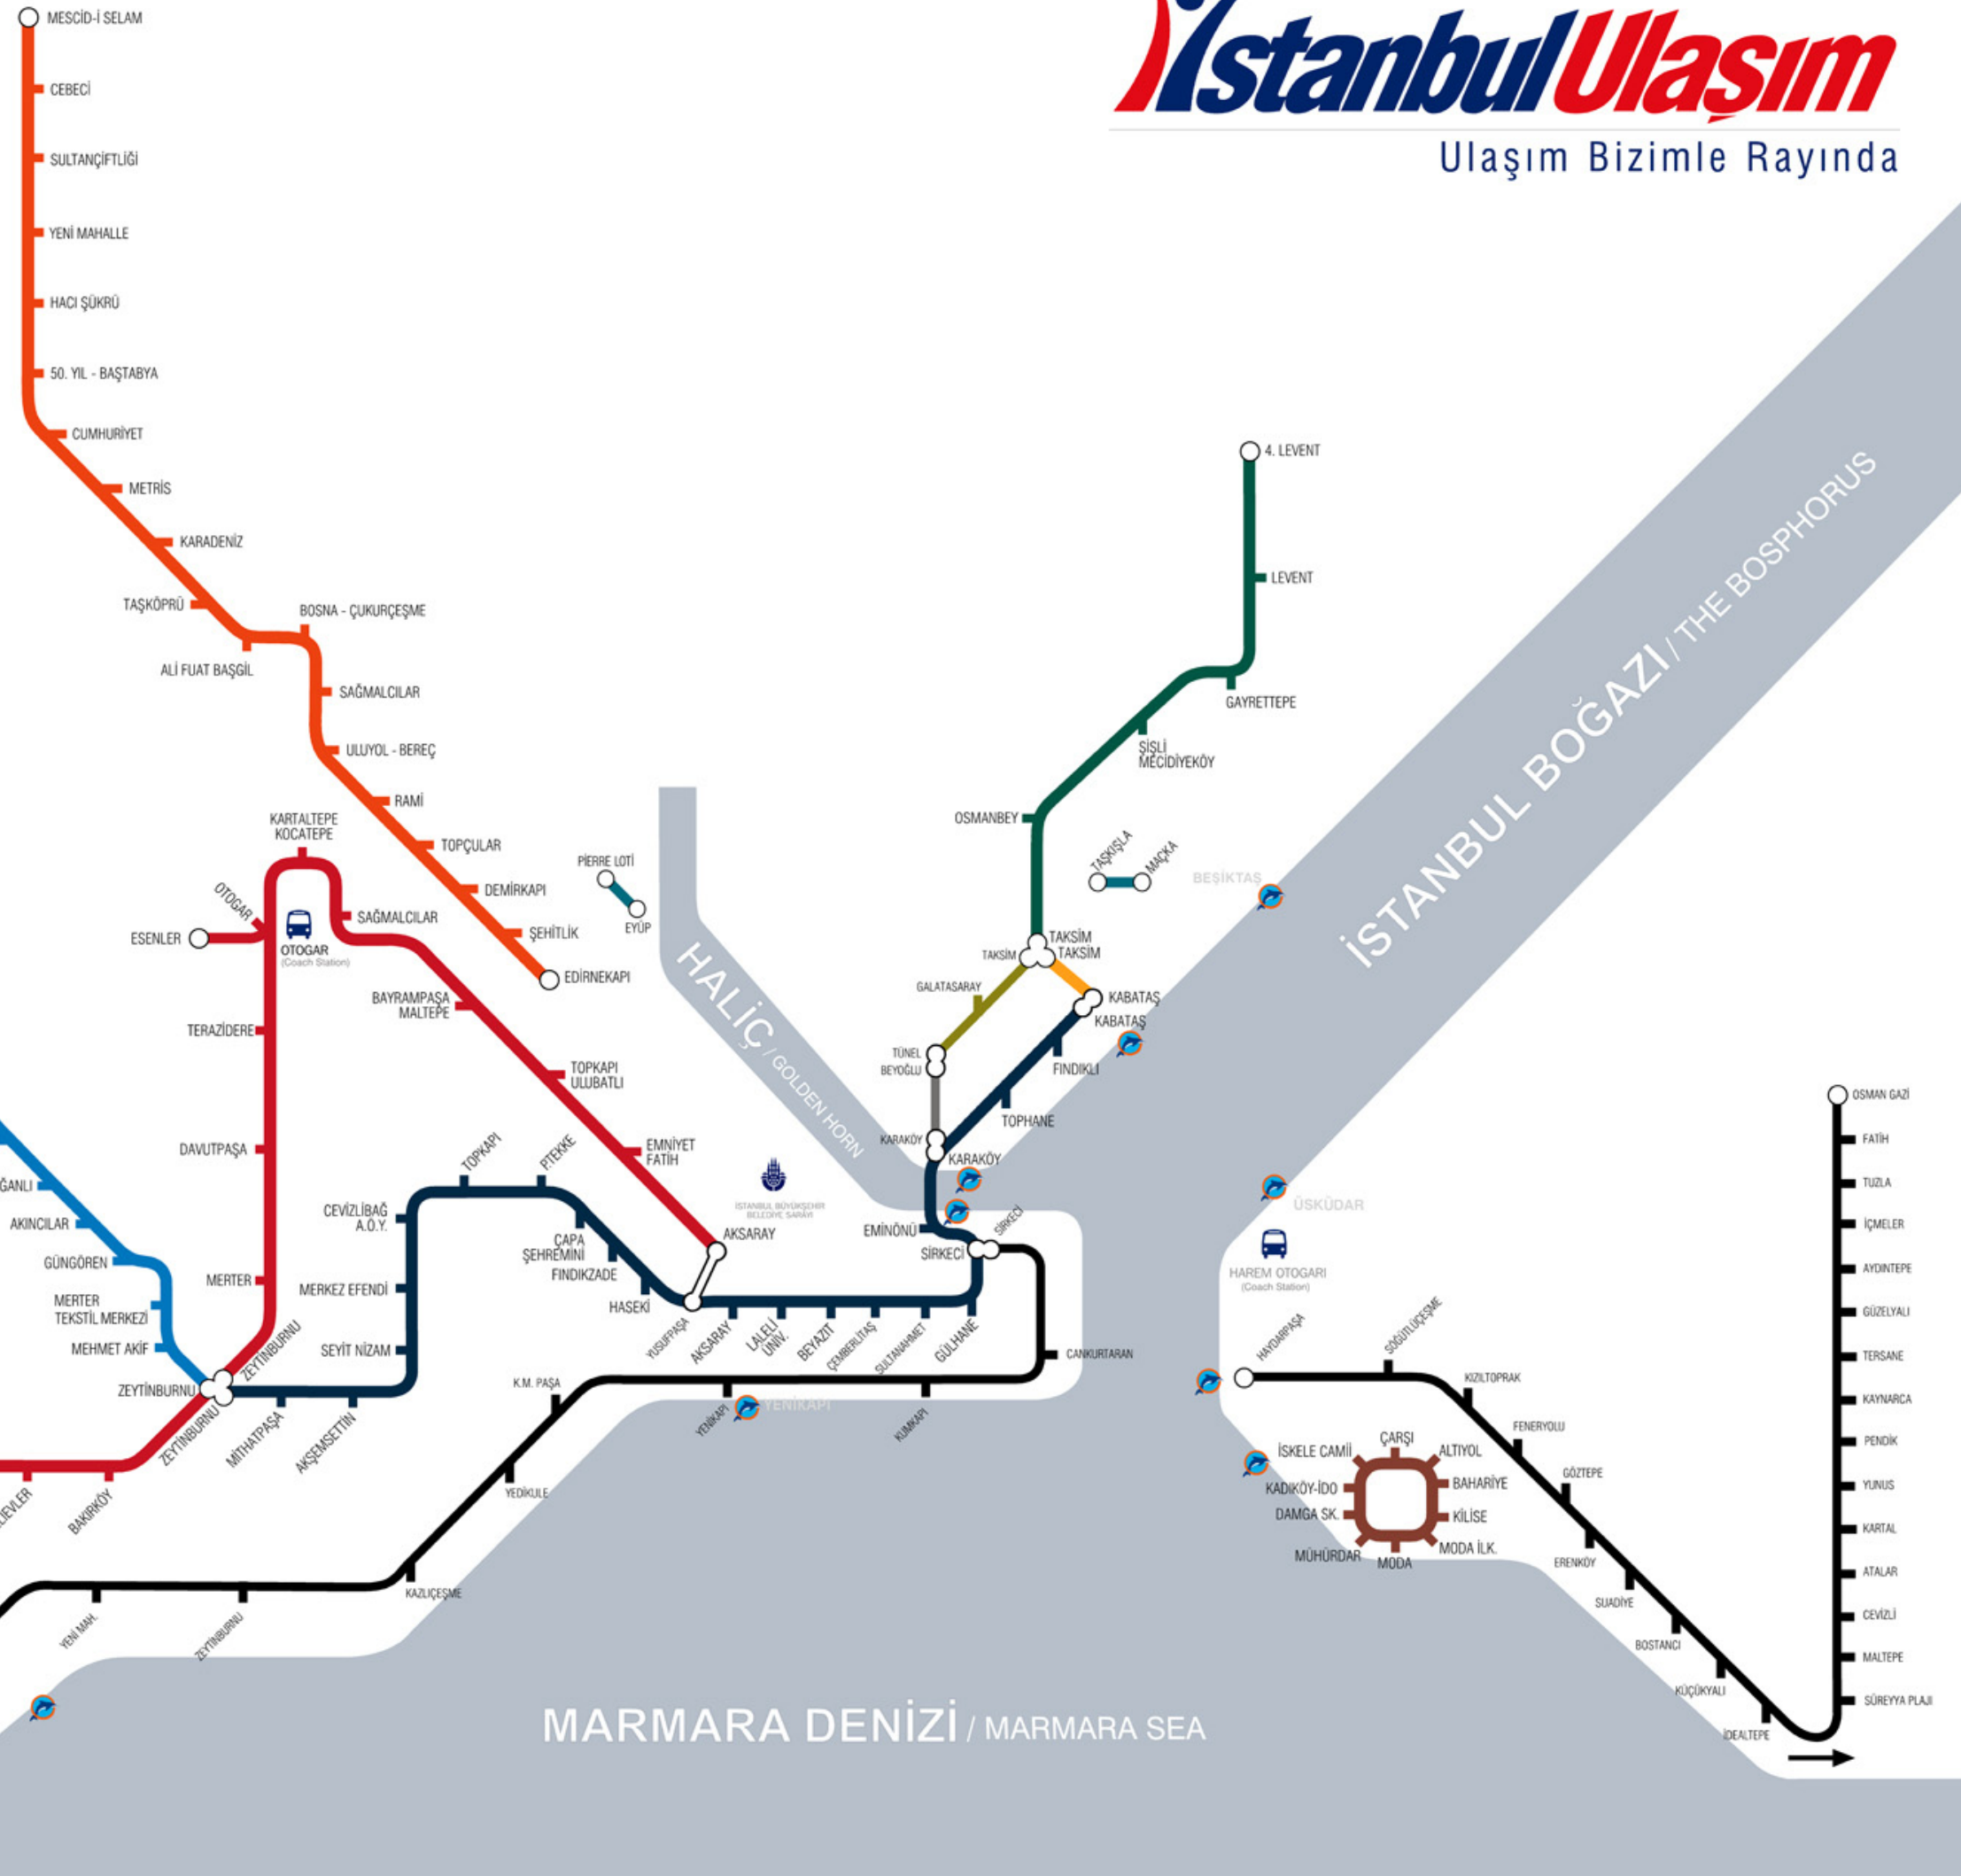 İstanbulUlaşım
Ulaşım Bizimle Rayında
MESCİD-İ SELAM
CEBECİ
SULTANÇİFTLİĞİ
YENİ MAHALLE
HACI ŞÜKRÜ
50. YIL - BAŞTABYA
CUMHURİYET
METRİS
KARADENİZ
TAŞKÖPRÜ
BOSNA - ÇUKURÇEŞME
ALİ FUAT BAŞGİL
SAĞMALCILAR
ULUYOL - BEREÇ
RAMİ
TOPÇULAR
DEMİRKAPI
ŞEHİTLİK
EDİRNEKAPI
KARTALTEPE
KOCATEPE
OTOGAR
ESENLER
OTOGAR
(Coach Station)
SAĞMALCILAR
BAYRAMPAŞA
MALTEPE
TERAZİDERE
TOPKAPI
ULUBATLI
DAVUTPAŞA
EMNİYET
FATİH
MERTER
AKSARAY
PİERRE LOTİ
EYÜP
HALİÇ / GOLDEN HORN
4. LEVENT
LEVENT
GAYRETTEPE
ŞİŞLİ
MECİDİYEKÖY
OSMANBEY
TAŞKIŞLA
MAÇKA
BEŞİKTAŞ
TAKSİM
TAKSİM
TAKSİM
GALATASARAY
KABATAŞ
KABATAŞ
TÜNEL
BEYOĞLU
FINDIKLI
TOPHANE
KARAKÖY
KARAKÖY
EMİNÖNÜ
SİRKECİ
SİRKECİ
İSTANBUL BOĞAZI / THE BOSPHORUS
İSTANBUL BÜYÜKŞEHİR
BELEDİYE SARAYI
ĞANLI
AKINCILAR
GÜNGÖREN
MERTER
TEKSTİL MERKEZİ
MEHMET AKİF
ZEYTİNBURNU
ZEYTİNBURNU
ZEYTİNBURNU
MİTHATPAŞA
AKŞEMSETTİN
SEYİT NİZAM
MERKEZ EFENDİ
CEVİZLİBAĞ
A.Ö.Y.
TOPKAPI
P.TEKKE
ÇAPA
ŞEHREMİNİ
FINDIKZADE
HASEKİ
YUSUFPAŞA
AKSARAY
LALELİ
ÜNİV.
BEYAZIT
ÇEMBERLİTAŞ
SULTANAHMET
GÜLHANE
CANKURTARAN
KUMKAPI
YENİKAPI
YENİKAPI
K.M. PAŞA
YEDİKULE
KAZLIÇEŞME
ZEYTİNBURNU
YENİ MAH.
BAKIRKÖY
LİEVLER
MARMARA DENİZİ / MARMARA SEA
ÜSKÜDAR
HAREM OTOGARI
(Coach Station)
HAYDARPAŞA
SÖĞÜTLÜÇEŞME
KIZILTOPRAK
FENERYOLU
GÖZTEPE
ERENKÖY
SUADİYE
BOSTANCI
KÜÇÜKYALI
İDEALTEPE
İSKELE CAMİİ
ÇARŞI
ALTIYOL
KADIKÖY-İDO
BAHARİYE
DAMGA SK.
KİLİSE
MÜHÜRDAR
MODA
MODA İLK.
OSMAN GAZİ
FATİH
TUZLA
İÇMELER
AYDINTEPE
GÜZELYALI
TERSANE
KAYNARCA
PENDİK
YUNUS
KARTAL
ATALAR
CEVİZLİ
MALTEPE
SÜREYYA PLAJI